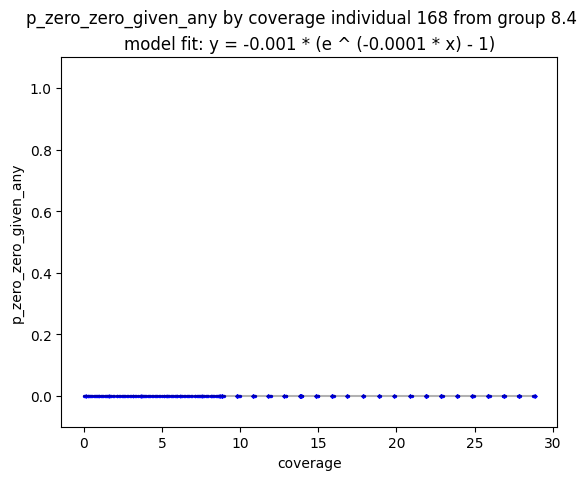 p_zero_zero_given_any by coverage individual 168 from group 8.4
model fit: y = -0.001 * (e ^ (-0.0001 * x) - 1)
p_zero_zero_given_any
1.0
0.8
0.6
0.4
0.2
0.0
0 5 10 15 20 25 30
coverage